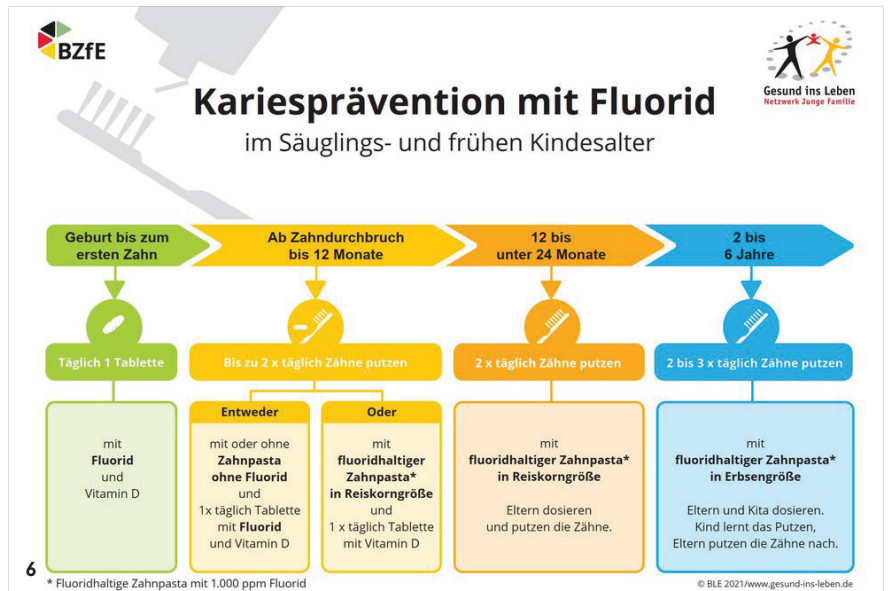 BZfE
Gesund ins Leben
Netzwerk Junge Familie
Kariesprävention mit Fluorid
im Säuglings- und frühen Kindesalter
Geburt bis zum
ersten Zahn
Ab Zahndurchbruch
bis 12 Monate
12 bis
unter 24 Monate
2 bis
6 Jahre
Täglich 1 Tablette
Bis zu 2 x täglich Zähne putzen
2 x täglich Zähne putzen
2 bis 3 x täglich Zähne putzen
mit
Fluorid
und
Vitamin D
Entweder
mit oder ohne
Zahnpasta
ohne Fluorid
und
1x täglich Tablette
mit Fluorid
und Vitamin D
Oder
mit
fluoridhaltiger
Zahnpasta*
in Reiskorngröße
und
1 x täglich Tablette
mit Vitamin D
mit
fluoridhaltiger Zahnpasta*
in Reiskorngröße
Eltern dosieren
und putzen die Zähne.
mit
fluoridhaltiger Zahnpasta*
in Erbsengröße
Eltern und Kita dosieren.
Kind lernt das Putzen,
Eltern putzen die Zähne nach.
6
* Fluoridhaltige Zahnpasta mit 1.000 ppm Fluorid
© BLE 2021/www.gesund-ins-leben.de